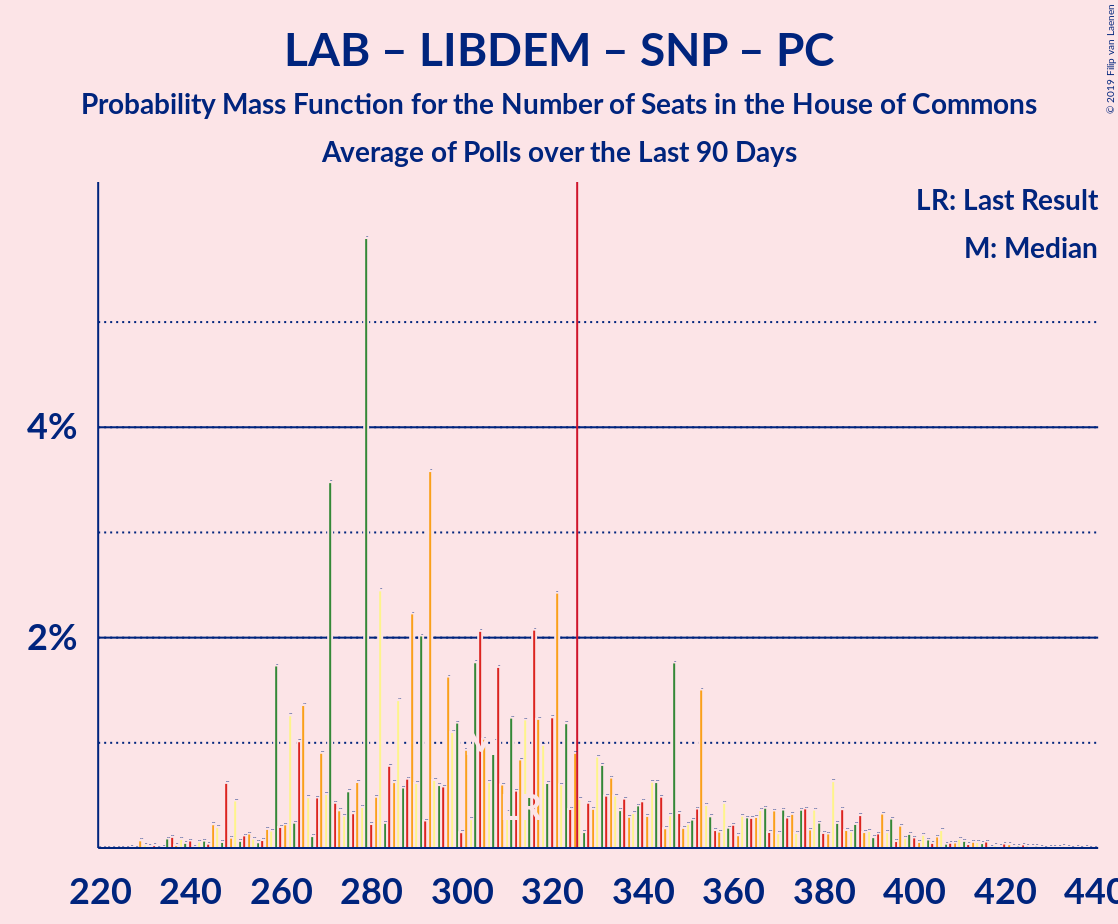 LAB – LIBDEM – SNP – PC
Probability Mass Function for the Number of Seats in the House of Commons
Average of Polls over the Last 90 Days
© 2019 Filip van Laenen
LR: Last Result
M: Median
4%
2%
M
LR
220 240 260 280 300 320 340 360 380 400 420 440